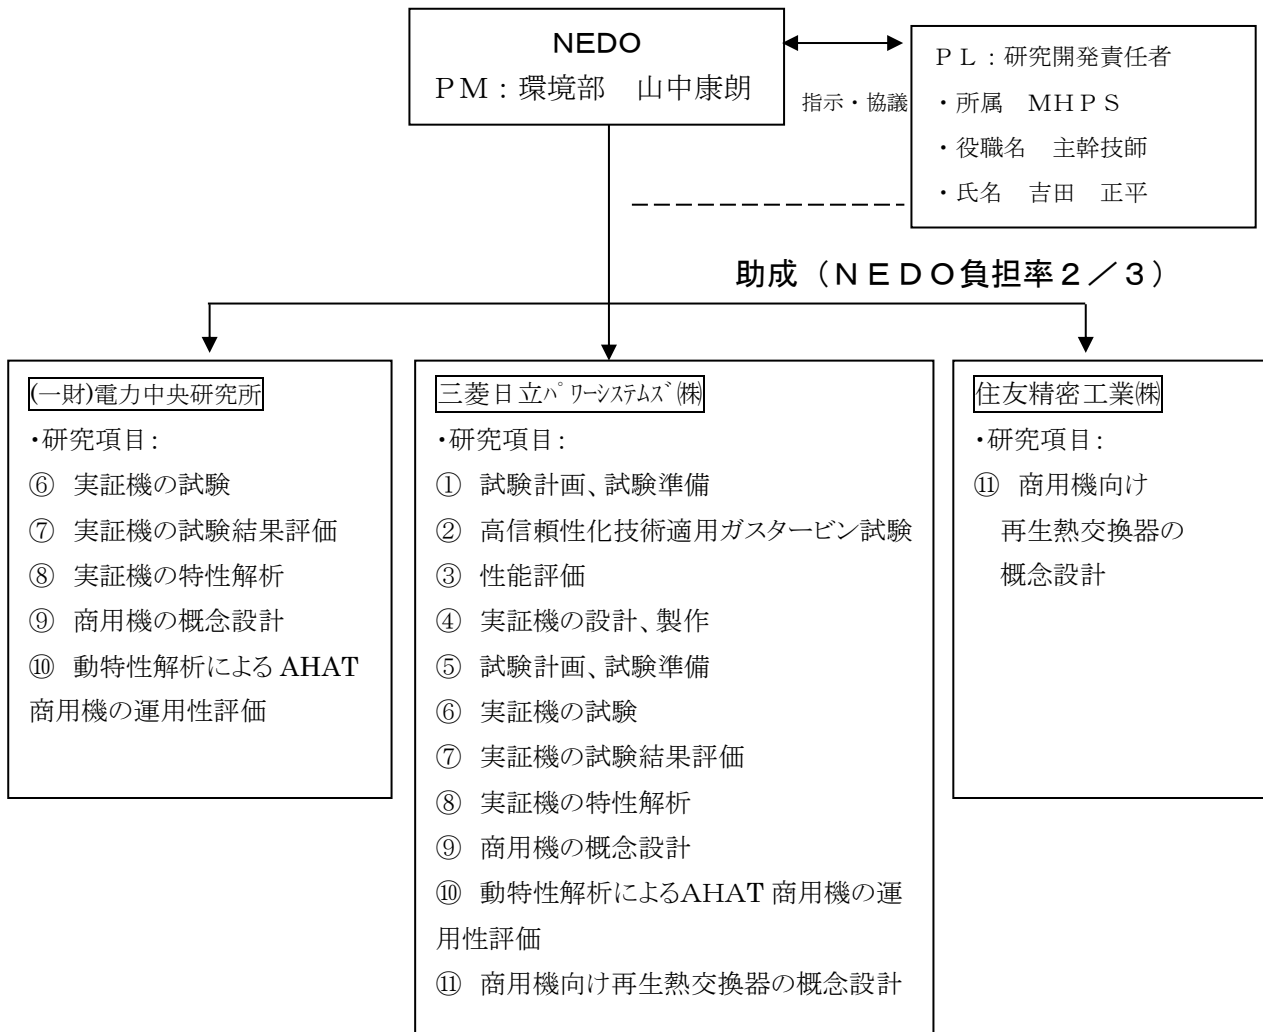 NEDO
PM：環境部　山中康朗
指示・協議
PL：研究開発責任者
・所属　MHPS
・役職名　主幹技師
・氏名　吉田　正平
助成（NEDO負担率２／３）
(一財)電力中央研究所
・研究項目：
⑥　実証機の試験
⑦　実証機の試験結果評価
⑧　実証機の特性解析
⑨　商用機の概念設計
⑩　動特性解析による AHAT
商用機の運用性評価
三菱日立ﾊﾟﾜｰｼｽﾃﾑｽﾞ㈱
・研究項目：
①　試験計画、試験準備
②　高信頼性化技術適用ガスタービン試験
③　性能評価
④　実証機の設計、製作
⑤　試験計画、試験準備
⑥　実証機の試験
⑦　実証機の試験結果評価
⑧　実証機の特性解析
⑨　商用機の概念設計
⑩　動特性解析によるAHAT 商用機の運
用性評価
⑪　商用機向け再生熱交換器の概念設計
住友精密工業㈱
・研究項目：
⑪　商用機向け
再生熱交換器の
概念設計